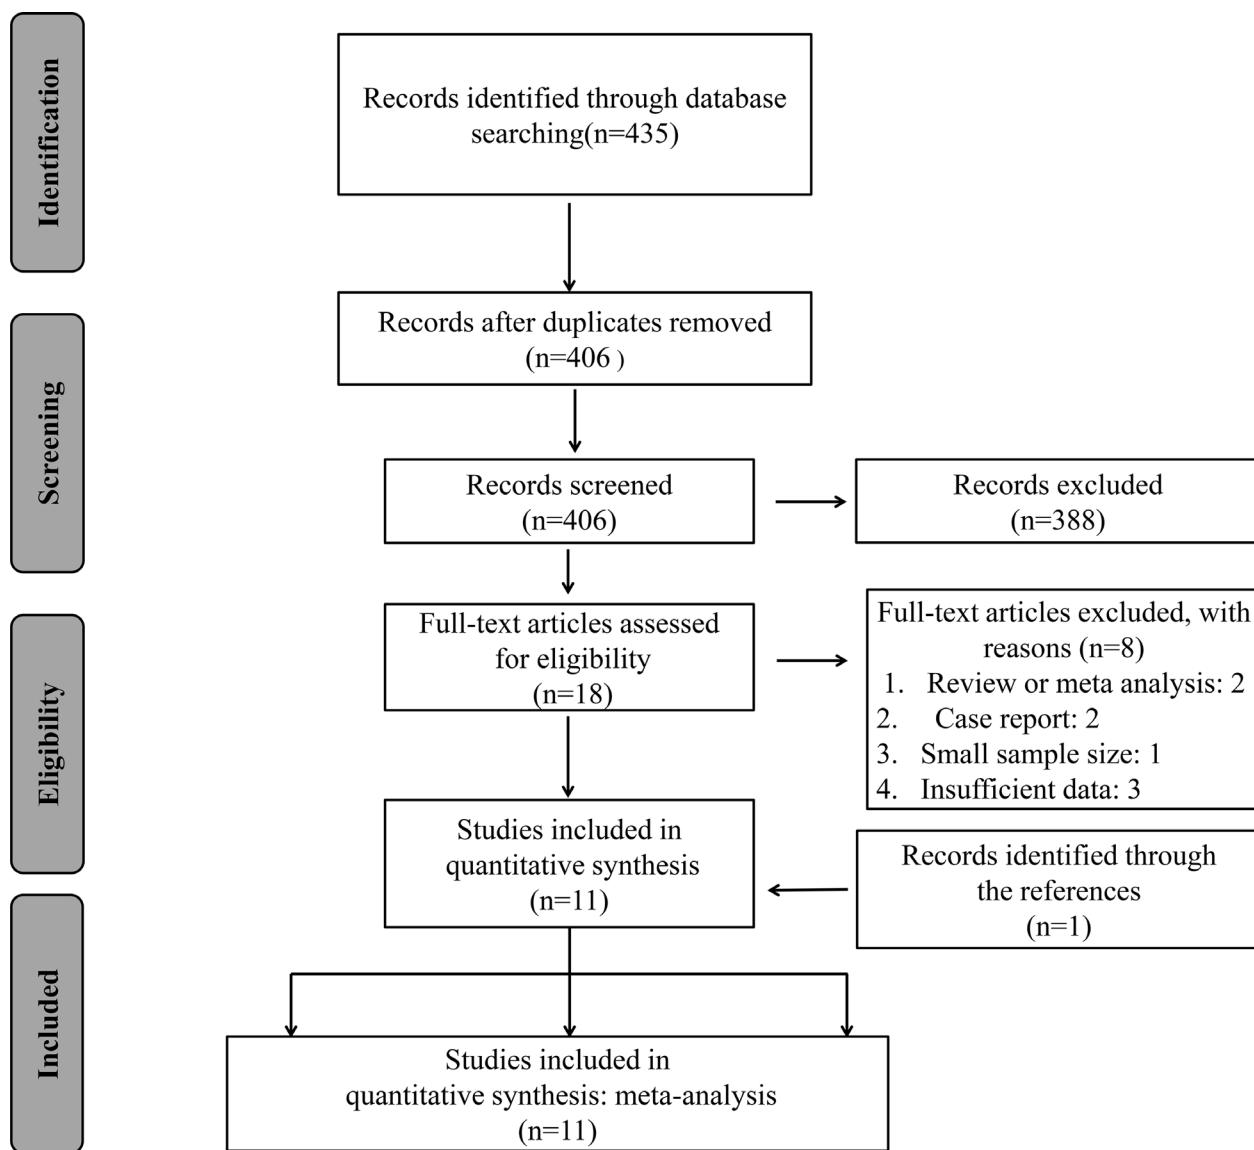 Identification
Records identified through database
searching(n=435)
Records after duplicates removed
(n=406 )
Screening
Records screened
(n=406)
Records excluded
(n=388)
Eligibility
Full-text articles assessed
for eligibility
(n=18)
Full-text articles excluded, with
reasons (n=8)
1. Review or meta analysis: 2
2. Case report: 2
3. Small sample size: 1
4. Insufficient data: 3
Studies included in
quantitative synthesis
(n=11)
Records identified through
the references
(n=1)
Included
Studies included in
quantitative synthesis: meta-analysis
(n=11)